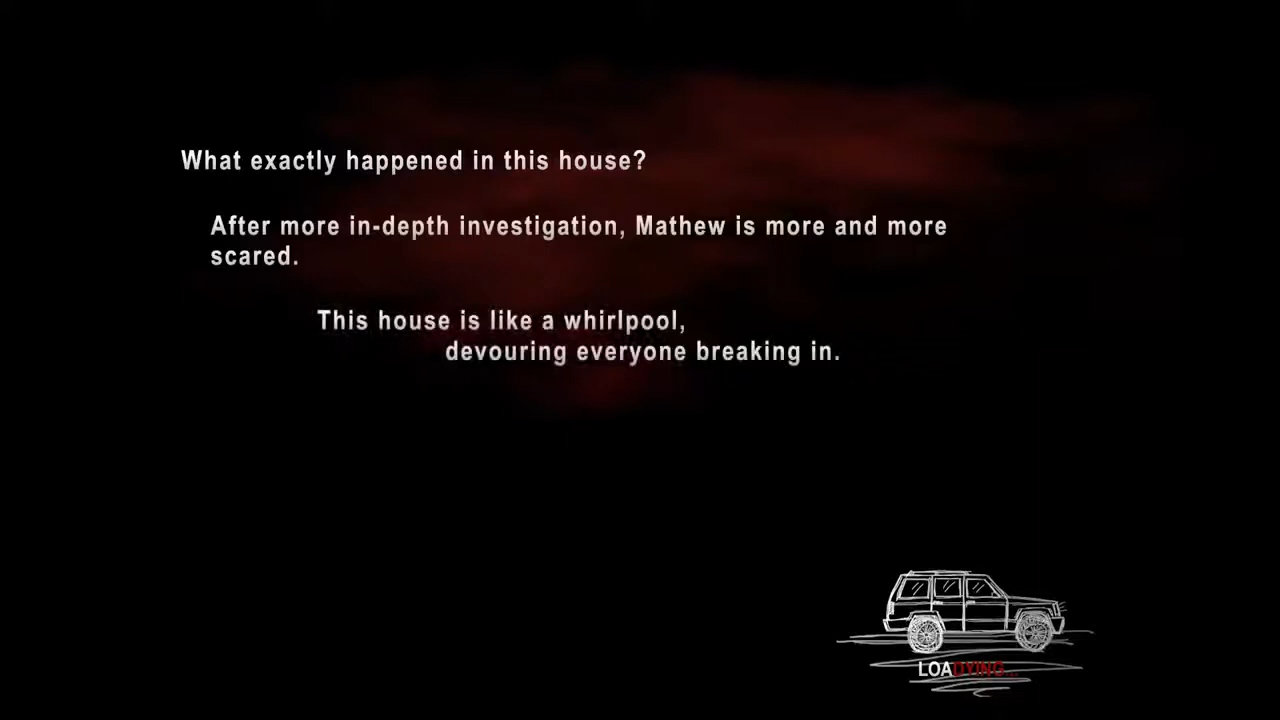 What exactly happened in this house?
After more in-depth investigation, Mathew is more and more
scared.
This house is like a whirlpool,
devouring everyone breaking in.
LOADYING...